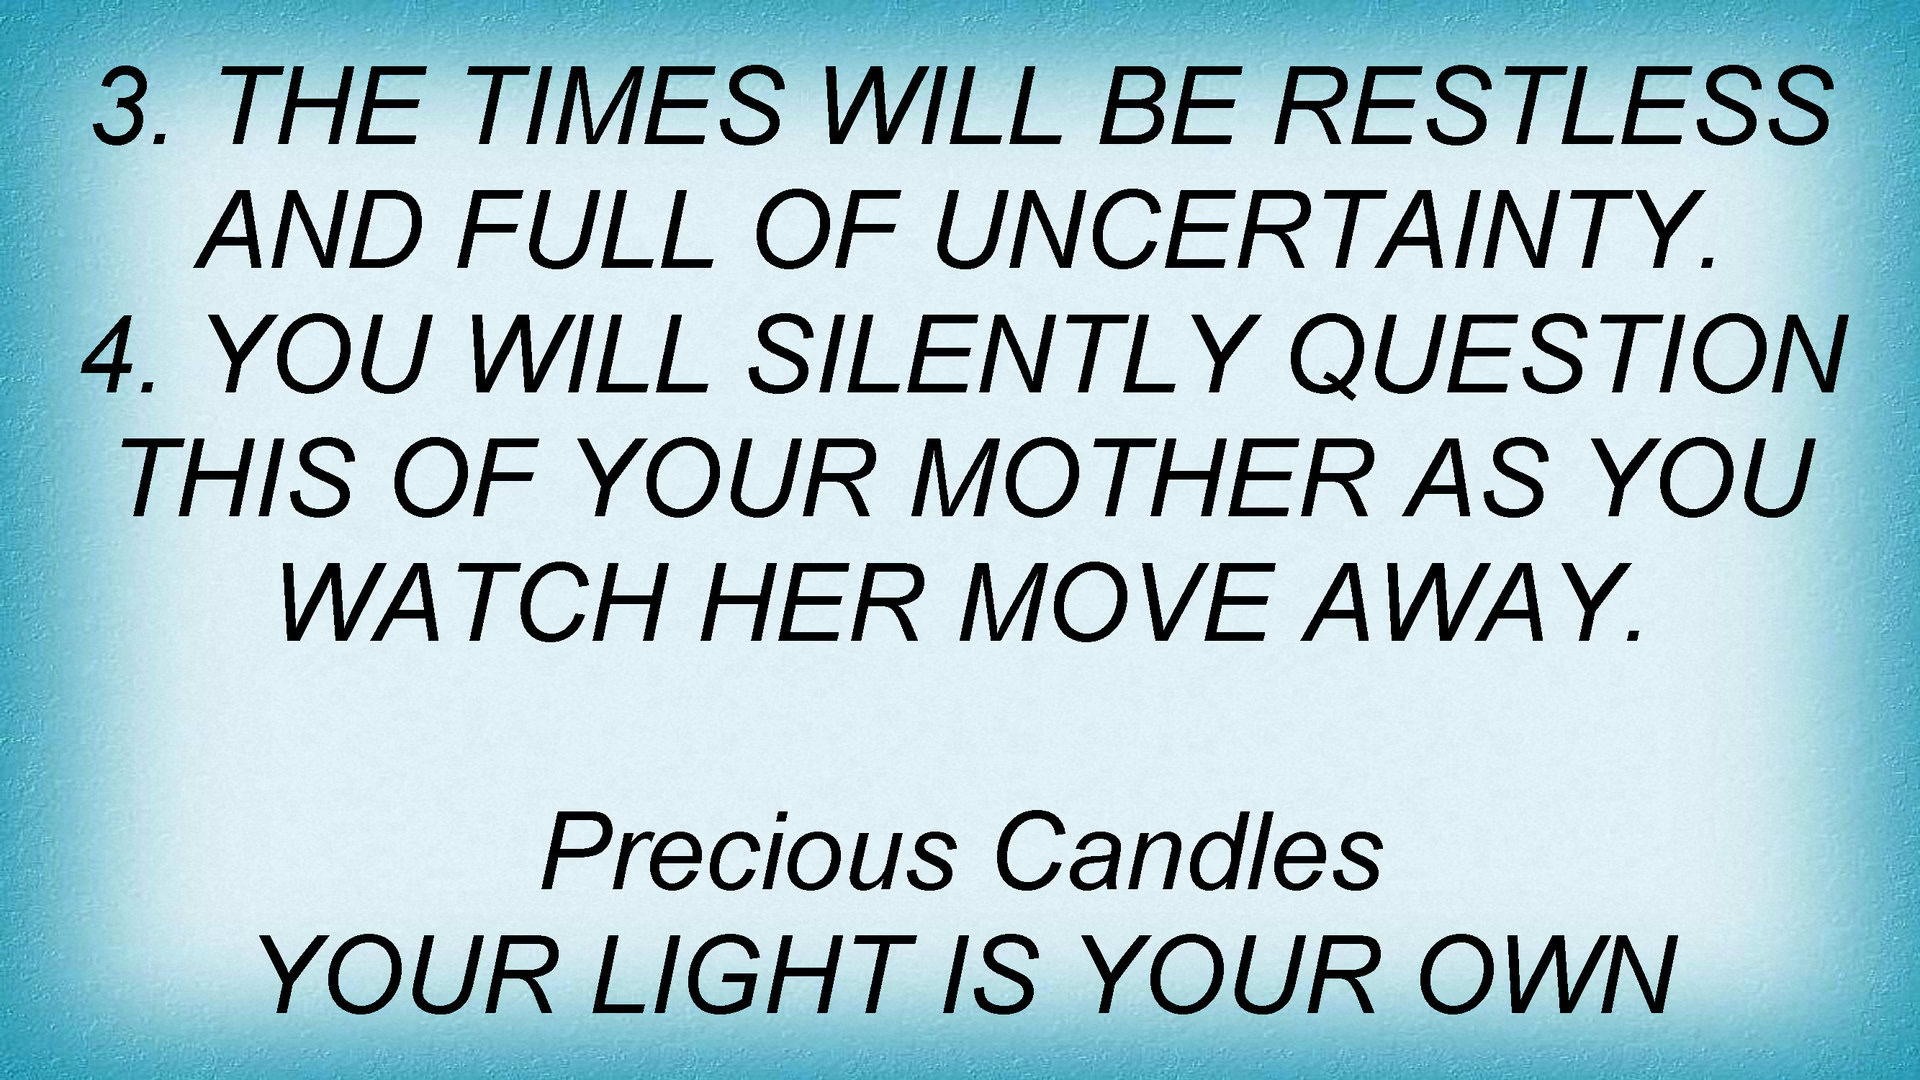 3. THE TIMES WILL BE RESTLESS
AND FULL OF UNCERTAINTY.
4. YOU WILL SILENTLY QUESTION
THIS OF YOUR MOTHER AS YOU
WATCH HER MOVE AWAY.
Precious Candles
YOUR LIGHT IS YOUR OWN